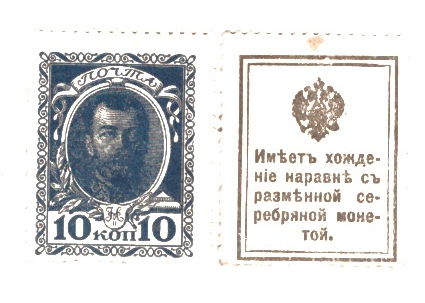 ПОЧТА
10 КОП 10
Имѣетъ хожде-
ніе наравнѣ съ
размѣнной се-
ребряной моне-
той.